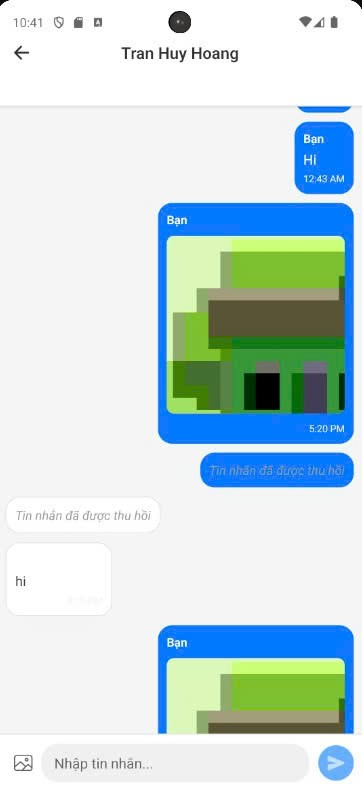 10:41
Tran Huy Hoang
Bạn
Hi
12:43 AM
Bạn
5:20 PM
Tin nhắn đã được thu hồi
Tin nhắn đã được thu hồi
hi
Bạn
Nhập tin nhắn...